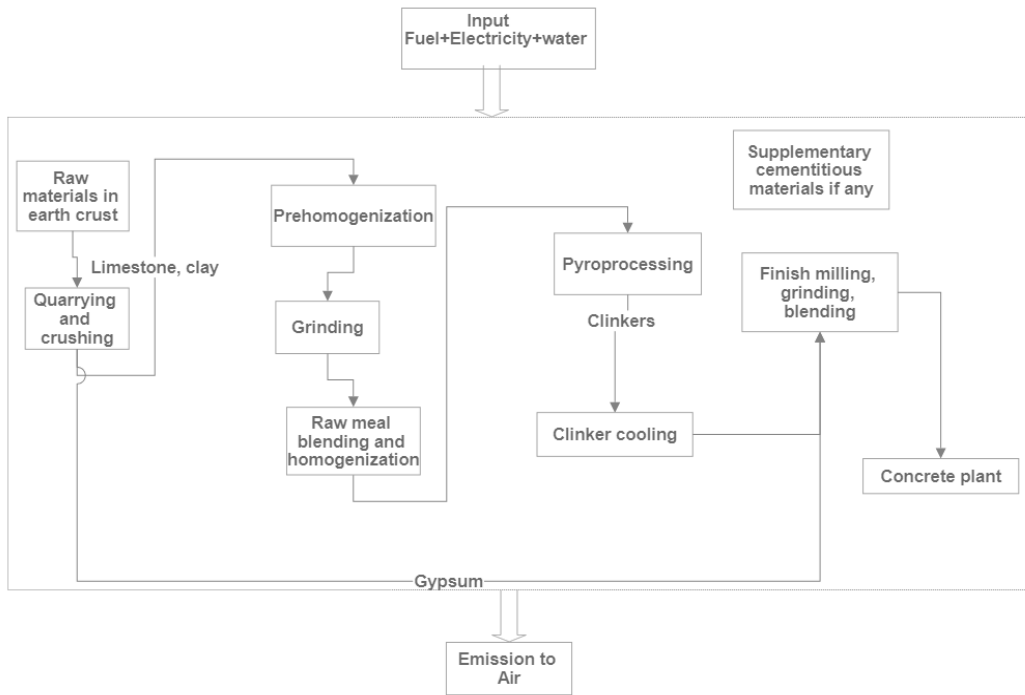 Input
Fuel+Electricity+water
Supplementary
cementitious
materials if any
Raw
materials in
earth crust
Prehomogenization
Limestone, clay
Pyroprocessing
Finish milling,
grinding,
blending
Quarrying
and
crushing
Grinding
Clinkers
Raw meal
blending and
homogenization
Clinker cooling
Concrete plant
Gypsum
Emission to
Air